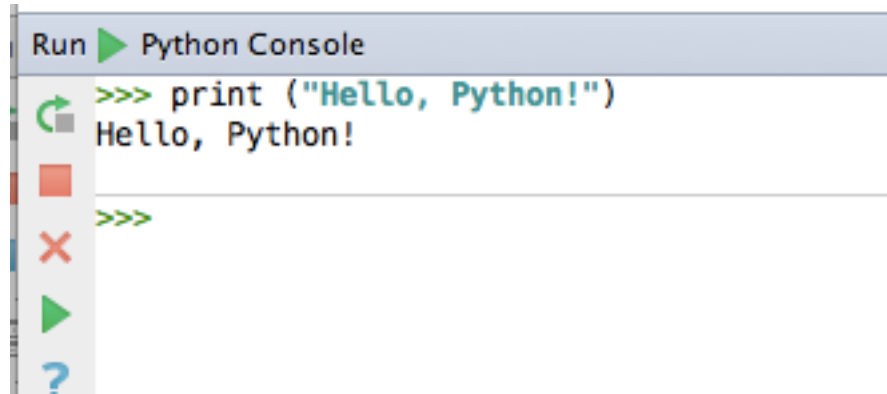 Run Python Console
>>> print ("Hello, Python!")
Hello, Python!
>>>
?